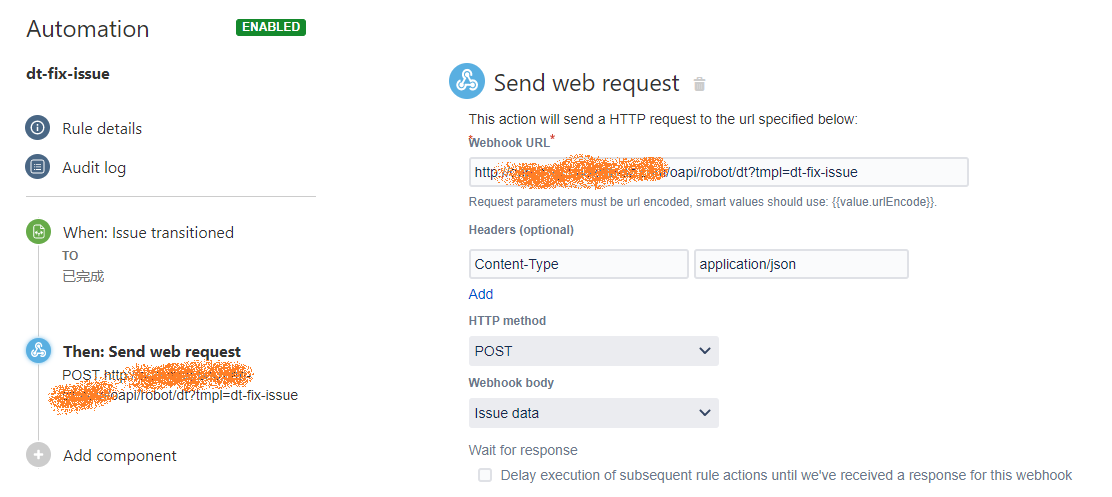 Automation
ENABLED
dt-fix-issue
Rule details
Audit log
When: Issue transitioned
TO
已完成
Then: Send web request
POST http
/oapi/robot/dt?tmpl=dt-fix-issue
Add component
Send web request
This action will send a HTTP request to the url specified below:
*Webhook URL*
http:/ /oapi/robot/dt?tmpl=dt-fix-issue
Request parameters must be url encoded, smart values should use: {{value.urlEncode}}.
Headers (optional)
Content-Type application/json
Add
HTTP method
POST
Webhook body
Issue data
Wait for response
Delay execution of subsequent rule actions until we've received a response for this webhook